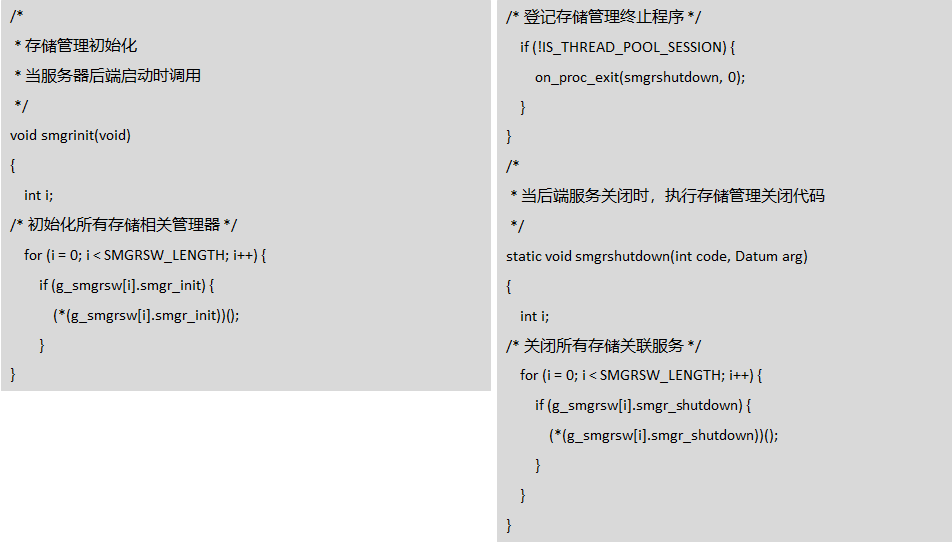 /*
 * 存储管理初始化
 * 当服务器后端启动时调用
 */
void smgrinit(void)
{
    int i;
/* 初始化所有存储相关管理器 */
    for (i = 0; i < SMGRSW_LENGTH; i++) {
        if (g_smgrsw[i].smgr_init) {
            (*(g_smgrsw[i].smgr_init))();
        }
}
/* 登记存储管理终止程序 */
    if (!IS_THREAD_POOL_SESSION) {
        on_proc_exit(smgrshutdown, 0);
    }
}
/*
 * 当后端服务关闭时，执行存储管理关闭代码
 */
static void smgrshutdown(int code, Datum arg)
{
    int i;
/* 关闭所有存储关联服务 */
    for (i = 0; i < SMGRSW_LENGTH; i++) {
        if (g_smgrsw[i].smgr_shutdown) {
            (*(g_smgrsw[i].smgr_shutdown))();
        }
    }
}